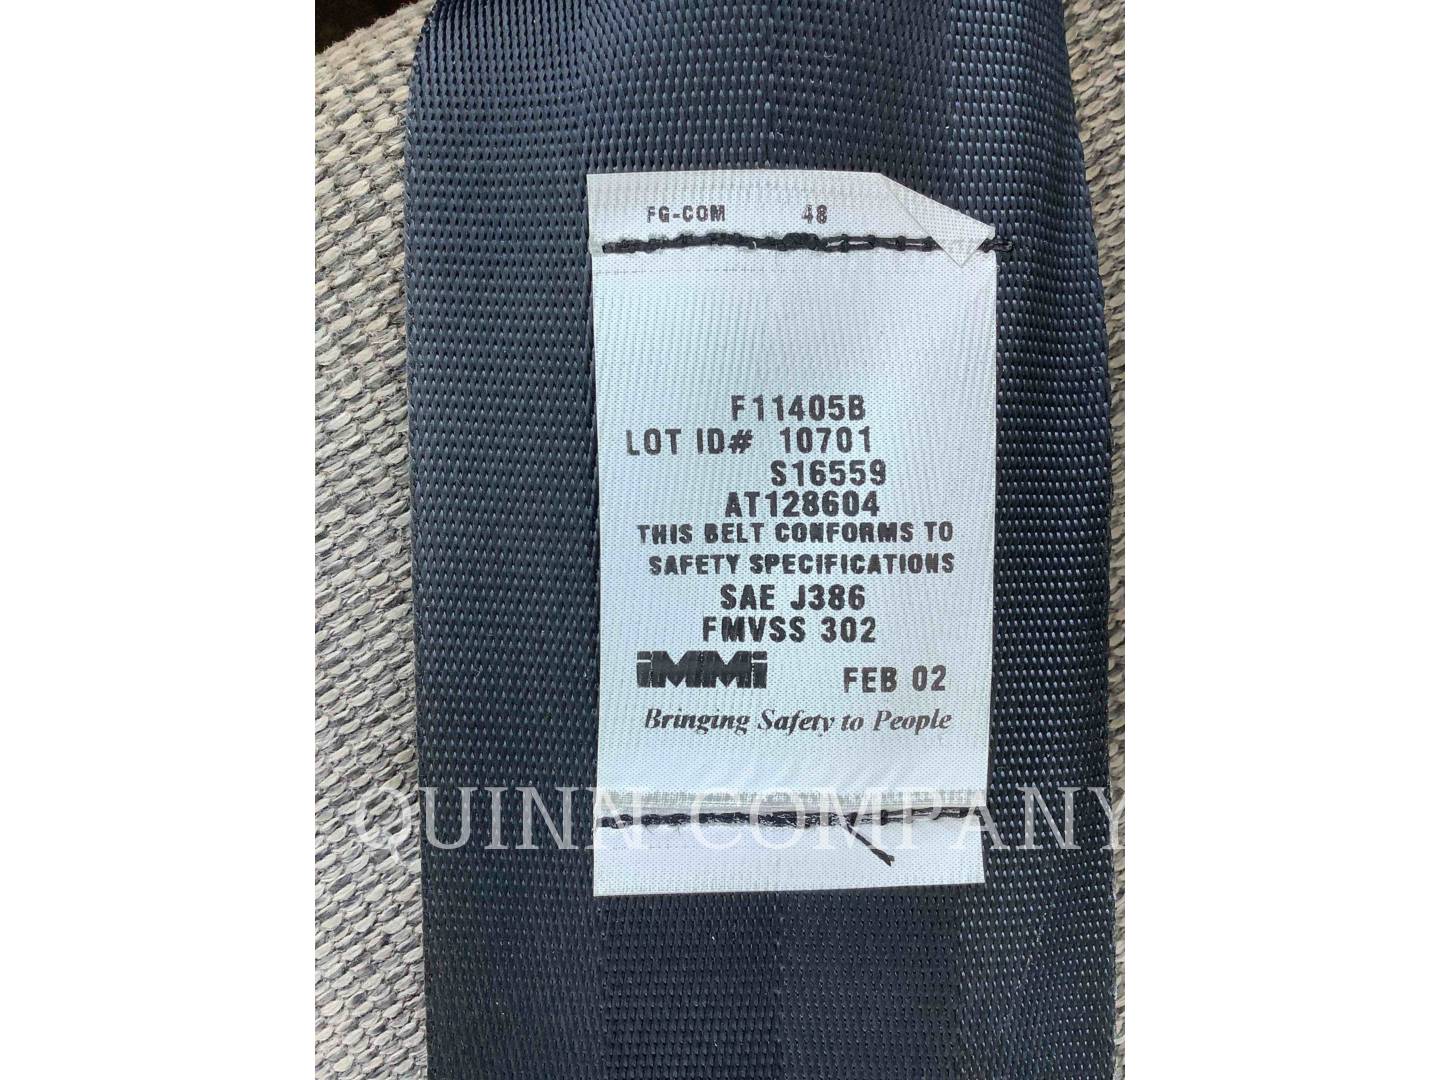 FG-COM 48
F11405B
LOT ID# 10701
S16559
AT128604
THIS BELT CONFORMS TO
SAFETY SPECIFICATIONS
SAE J386
FMVSS 302
iMMi FEB 02
Bringing Safety to People
QUINN COMPANY